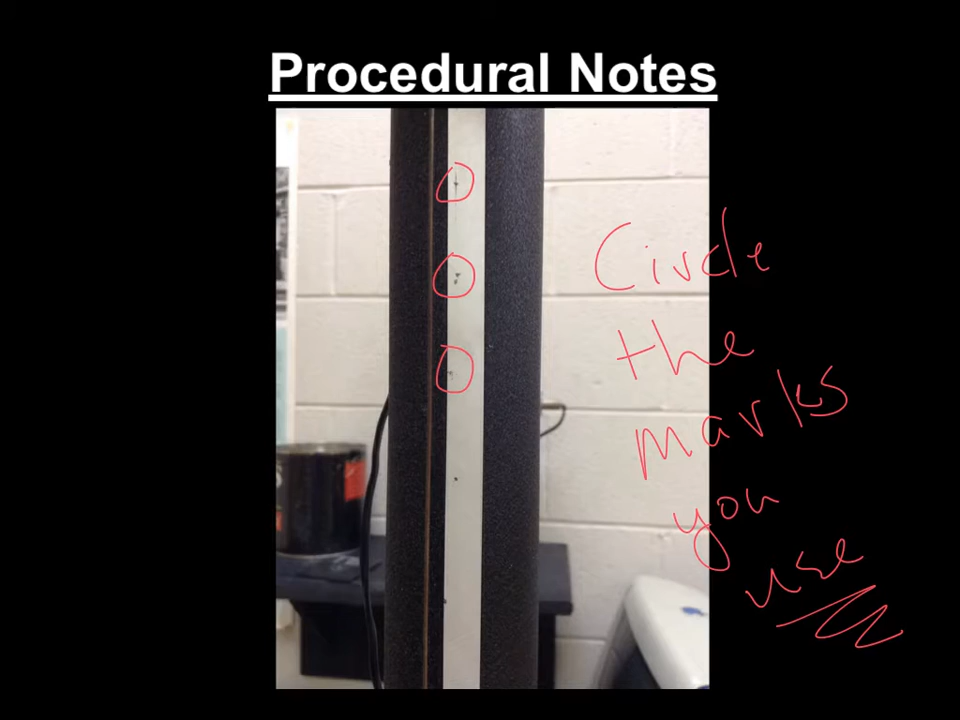 Procedural Notes
Circle
the
marks
you
use